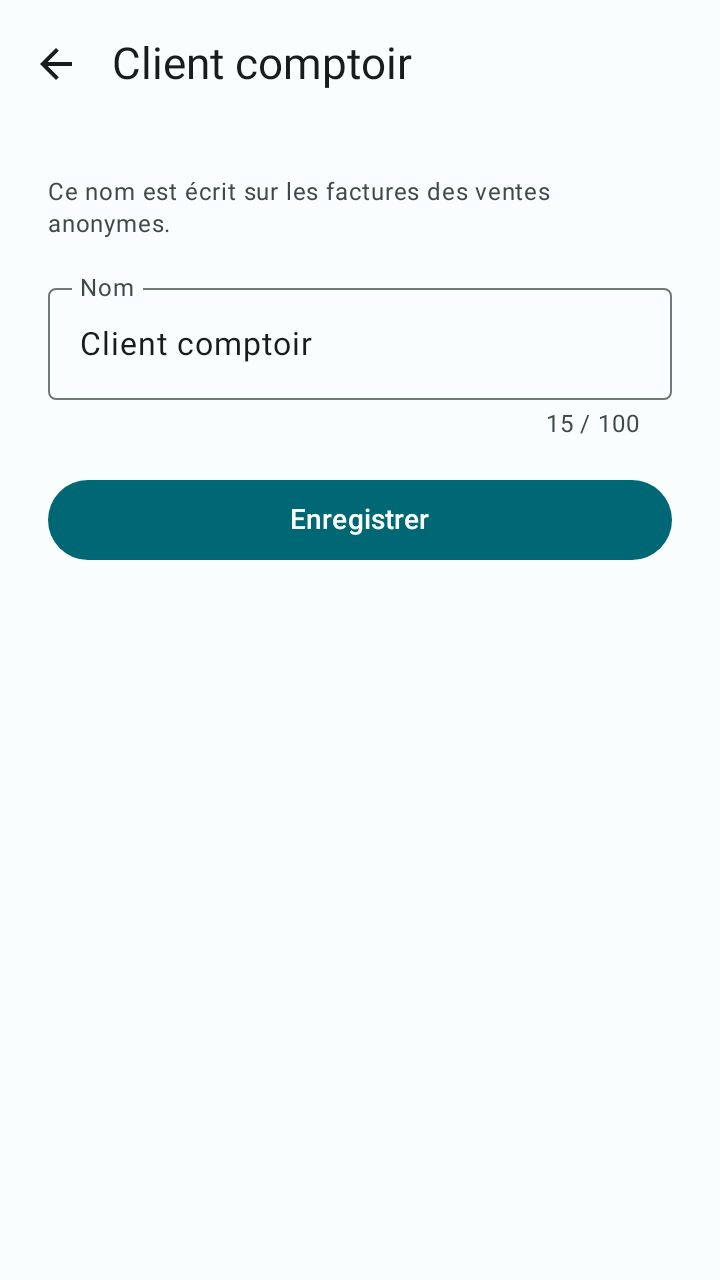 Client comptoir
Ce nom est écrit sur les factures des ventes
anonymes.
Nom
Client comptoir
15 / 100
Enregistrer